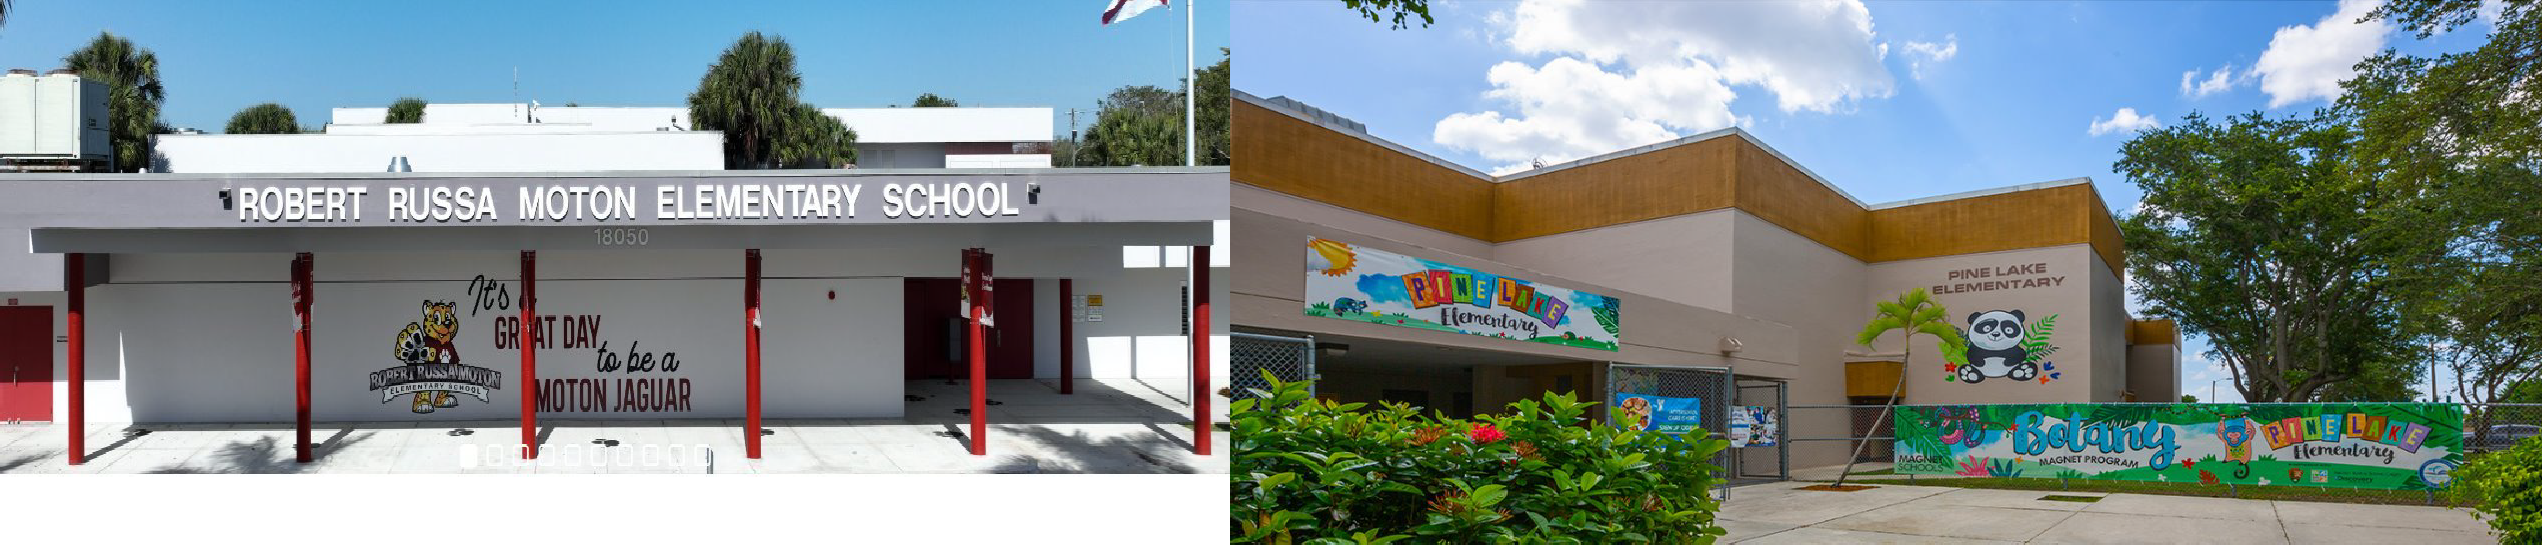 ROBERT RUSSA MOTON ELEMENTARY SCHOOL
18050
It's a
GREAT DAY
to be a
MOTON JAGUAR
ROBERT RUSSA MOTON
ELEMENTARY SCHOOL
PINE LAKE
Elementary
PINE LAKE
ELEMENTARY
MAGNET
SCHOOLS
Botany
MAGNET PROGRAM
PINE LAKE
Elementary